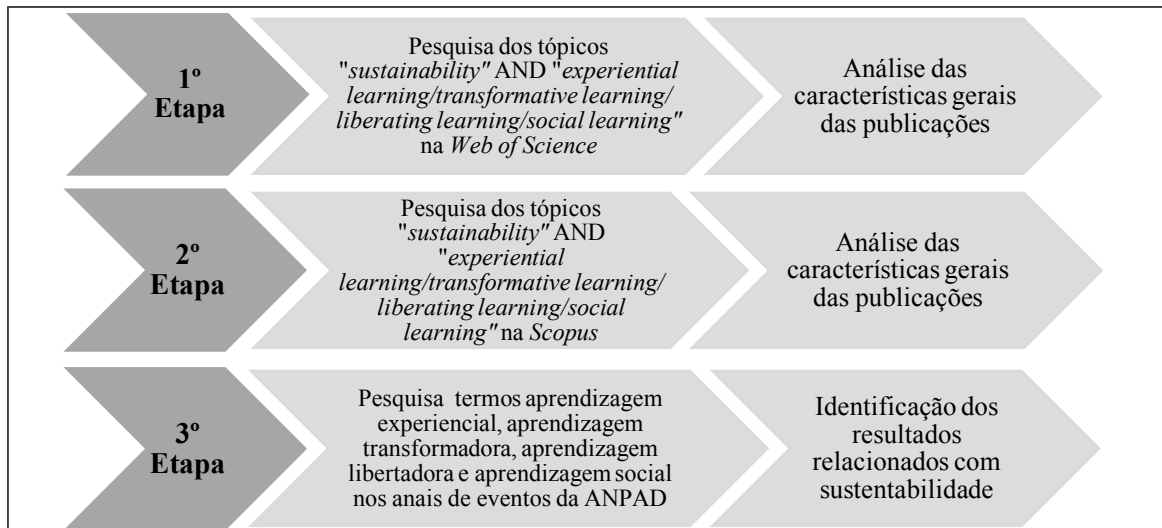 1º
Etapa
Pesquisa dos tópicos
"sustainability" AND "experiential
learning/transformative learning/
liberating learning/social learning"
na Web of Science
Análise das
características gerais
das publicações
2º
Etapa
Pesquisa dos tópicos
"sustainability" AND
"experiential
learning/transformative learning/
liberating learning/social
learning" na Scopus
Análise das
características gerais
das publicações
3º
Etapa
Pesquisa termos aprendizagem
experiencial, aprendizagem
transformadora, aprendizagem
libertadora e aprendizagem social
nos anais de eventos da ANPAD
Identificação dos
resultados
relacionados com
sustentabilidade